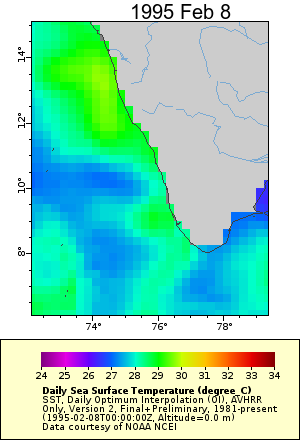 1995 Feb 8
14°
12°
10°
8°
74°
76°
78°
24 25 26 27 28 29 30 31 32 33 34
Daily Sea Surface Temperature (degree_C)
SST, Daily Optimum Interpolation (OI), AVHRR
Only, Version 2, Final+Preliminary, 1981-present
(1995-02-08T00:00:00Z, Altitude=0.0 m)
Data courtesy of NOAA NCEI